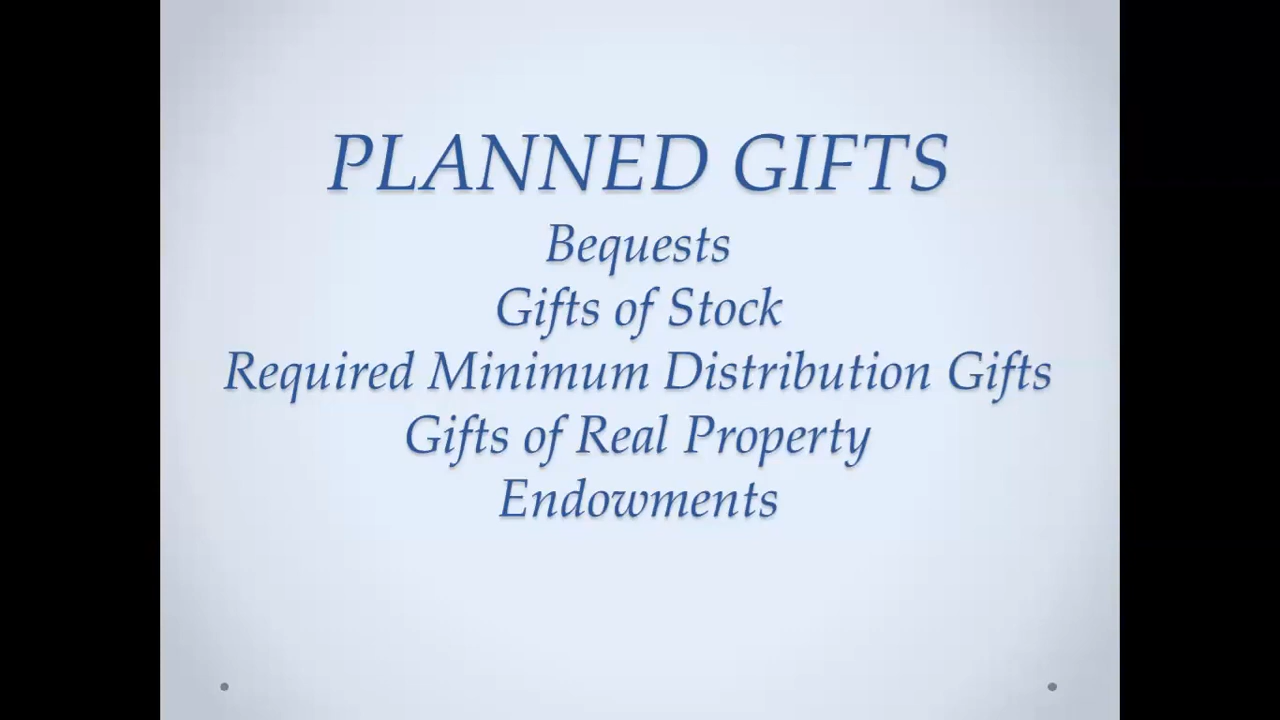 PLANNED GIFTS
Bequests
Gifts of Stock
Required Minimum Distribution Gifts
Gifts of Real Property
Endowments